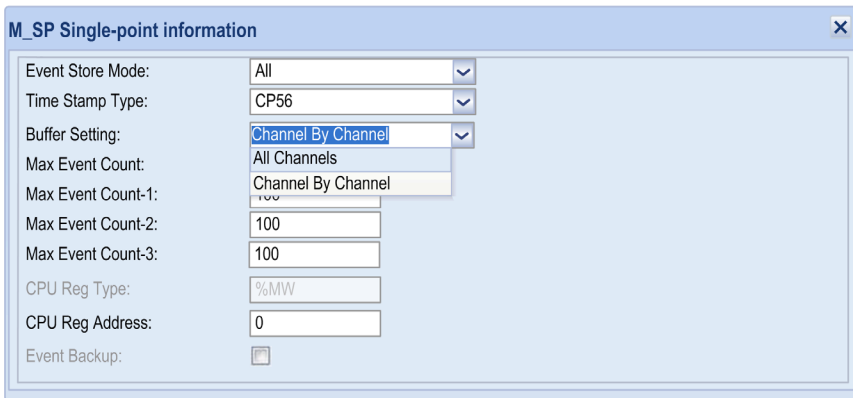 M_SP Single-point information
Event Store Mode: All
Time Stamp Type: CP56
Buffer Setting: Channel By Channel
All Channels
Max Event Count:
Channel By Channel
Max Event Count-1:
Max Event Count-2: 100
Max Event Count-3: 100
CPU Reg Type: %MW
CPU Reg Address: 0
Event Backup: